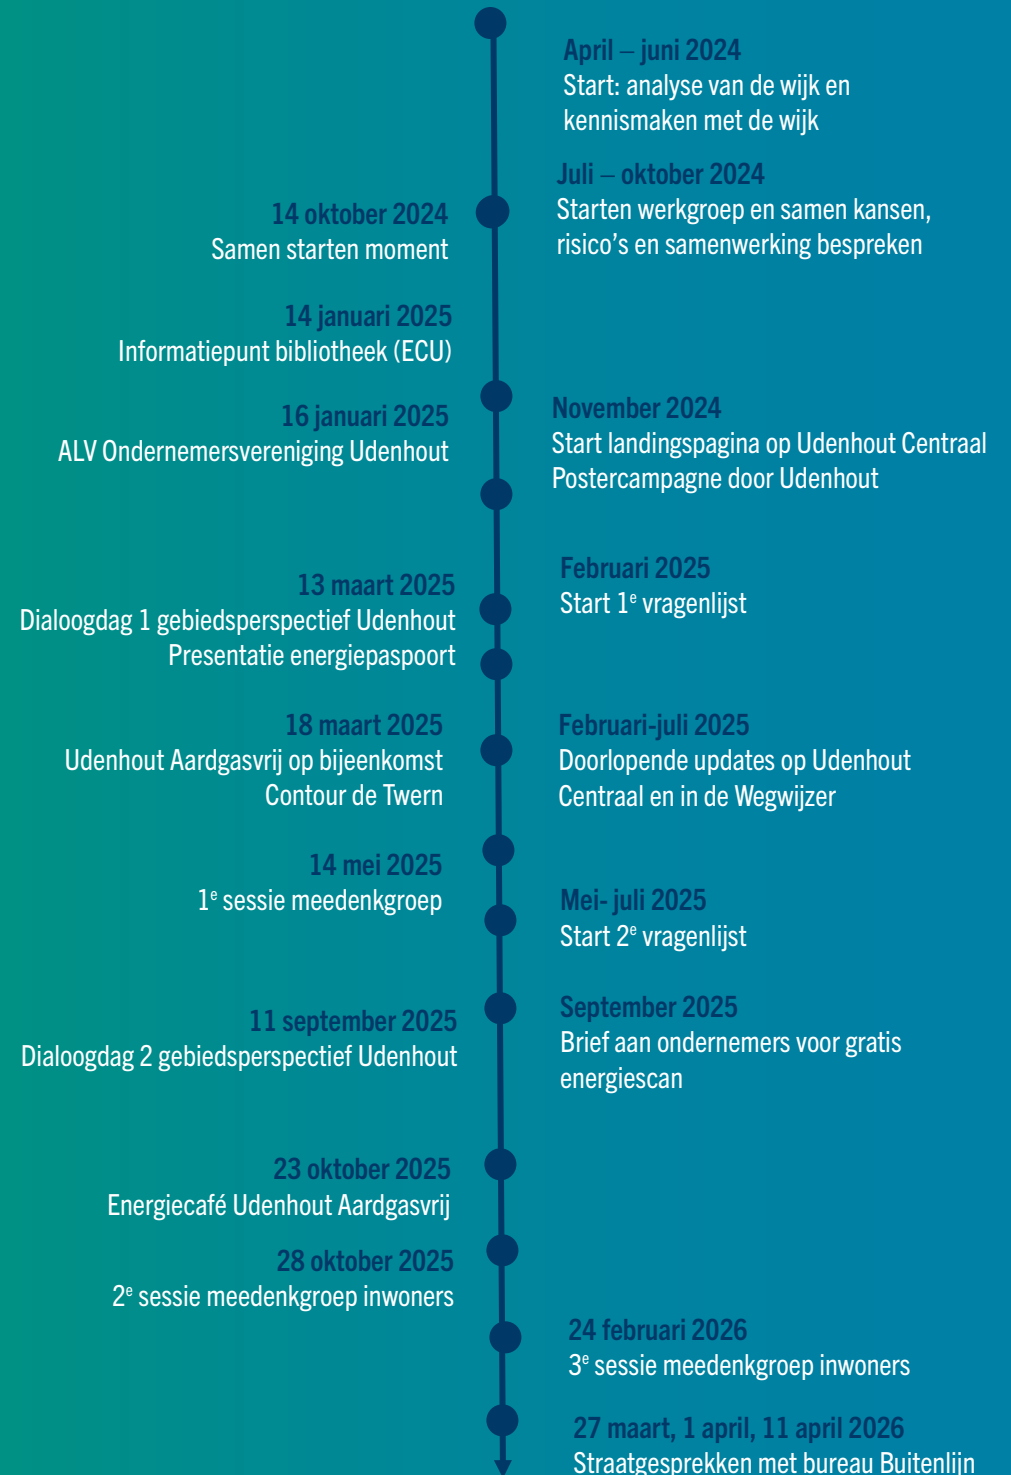 April – juni 2024
Start: analyse van de wijk en
kennismaken met de wijk
Juli – oktober 2024
Starten werkgroep en samen kansen,
risico’s en samenwerking bespreken
14 oktober 2024
Samen starten moment
14 januari 2025
Informatiepunt bibliotheek (ECU)
16 januari 2025
ALV Ondernemersvereniging Udenhout
November 2024
Start landingspagina op Udenhout Centraal
Postercampagne door Udenhout
Februari 2025
Start 1e vragenlijst
13 maart 2025
Dialoogdag 1 gebiedsperspectief Udenhout
Presentatie energiepaspoort
18 maart 2025
Udenhout Aardgasvrij op bijeenkomst
Contour de Twern
Februari-juli 2025
Doorlopende updates op Udenhout
Centraal en in de Wegwijzer
14 mei 2025
1e sessie meedenkgroep
Mei- juli 2025
Start 2e vragenlijst
September 2025
Brief aan ondernemers voor gratis
energiescan
11 september 2025
Dialoogdag 2 gebiedsperspectief Udenhout
23 oktober 2025
Energiecafé Udenhout Aardgasvrij
28 oktober 2025
2e sessie meedenkgroep inwoners
24 februari 2026
3e sessie meedenkgroep inwoners
27 maart, 1 april, 11 april 2026
Straatgesprekken met bureau Buitenlijn